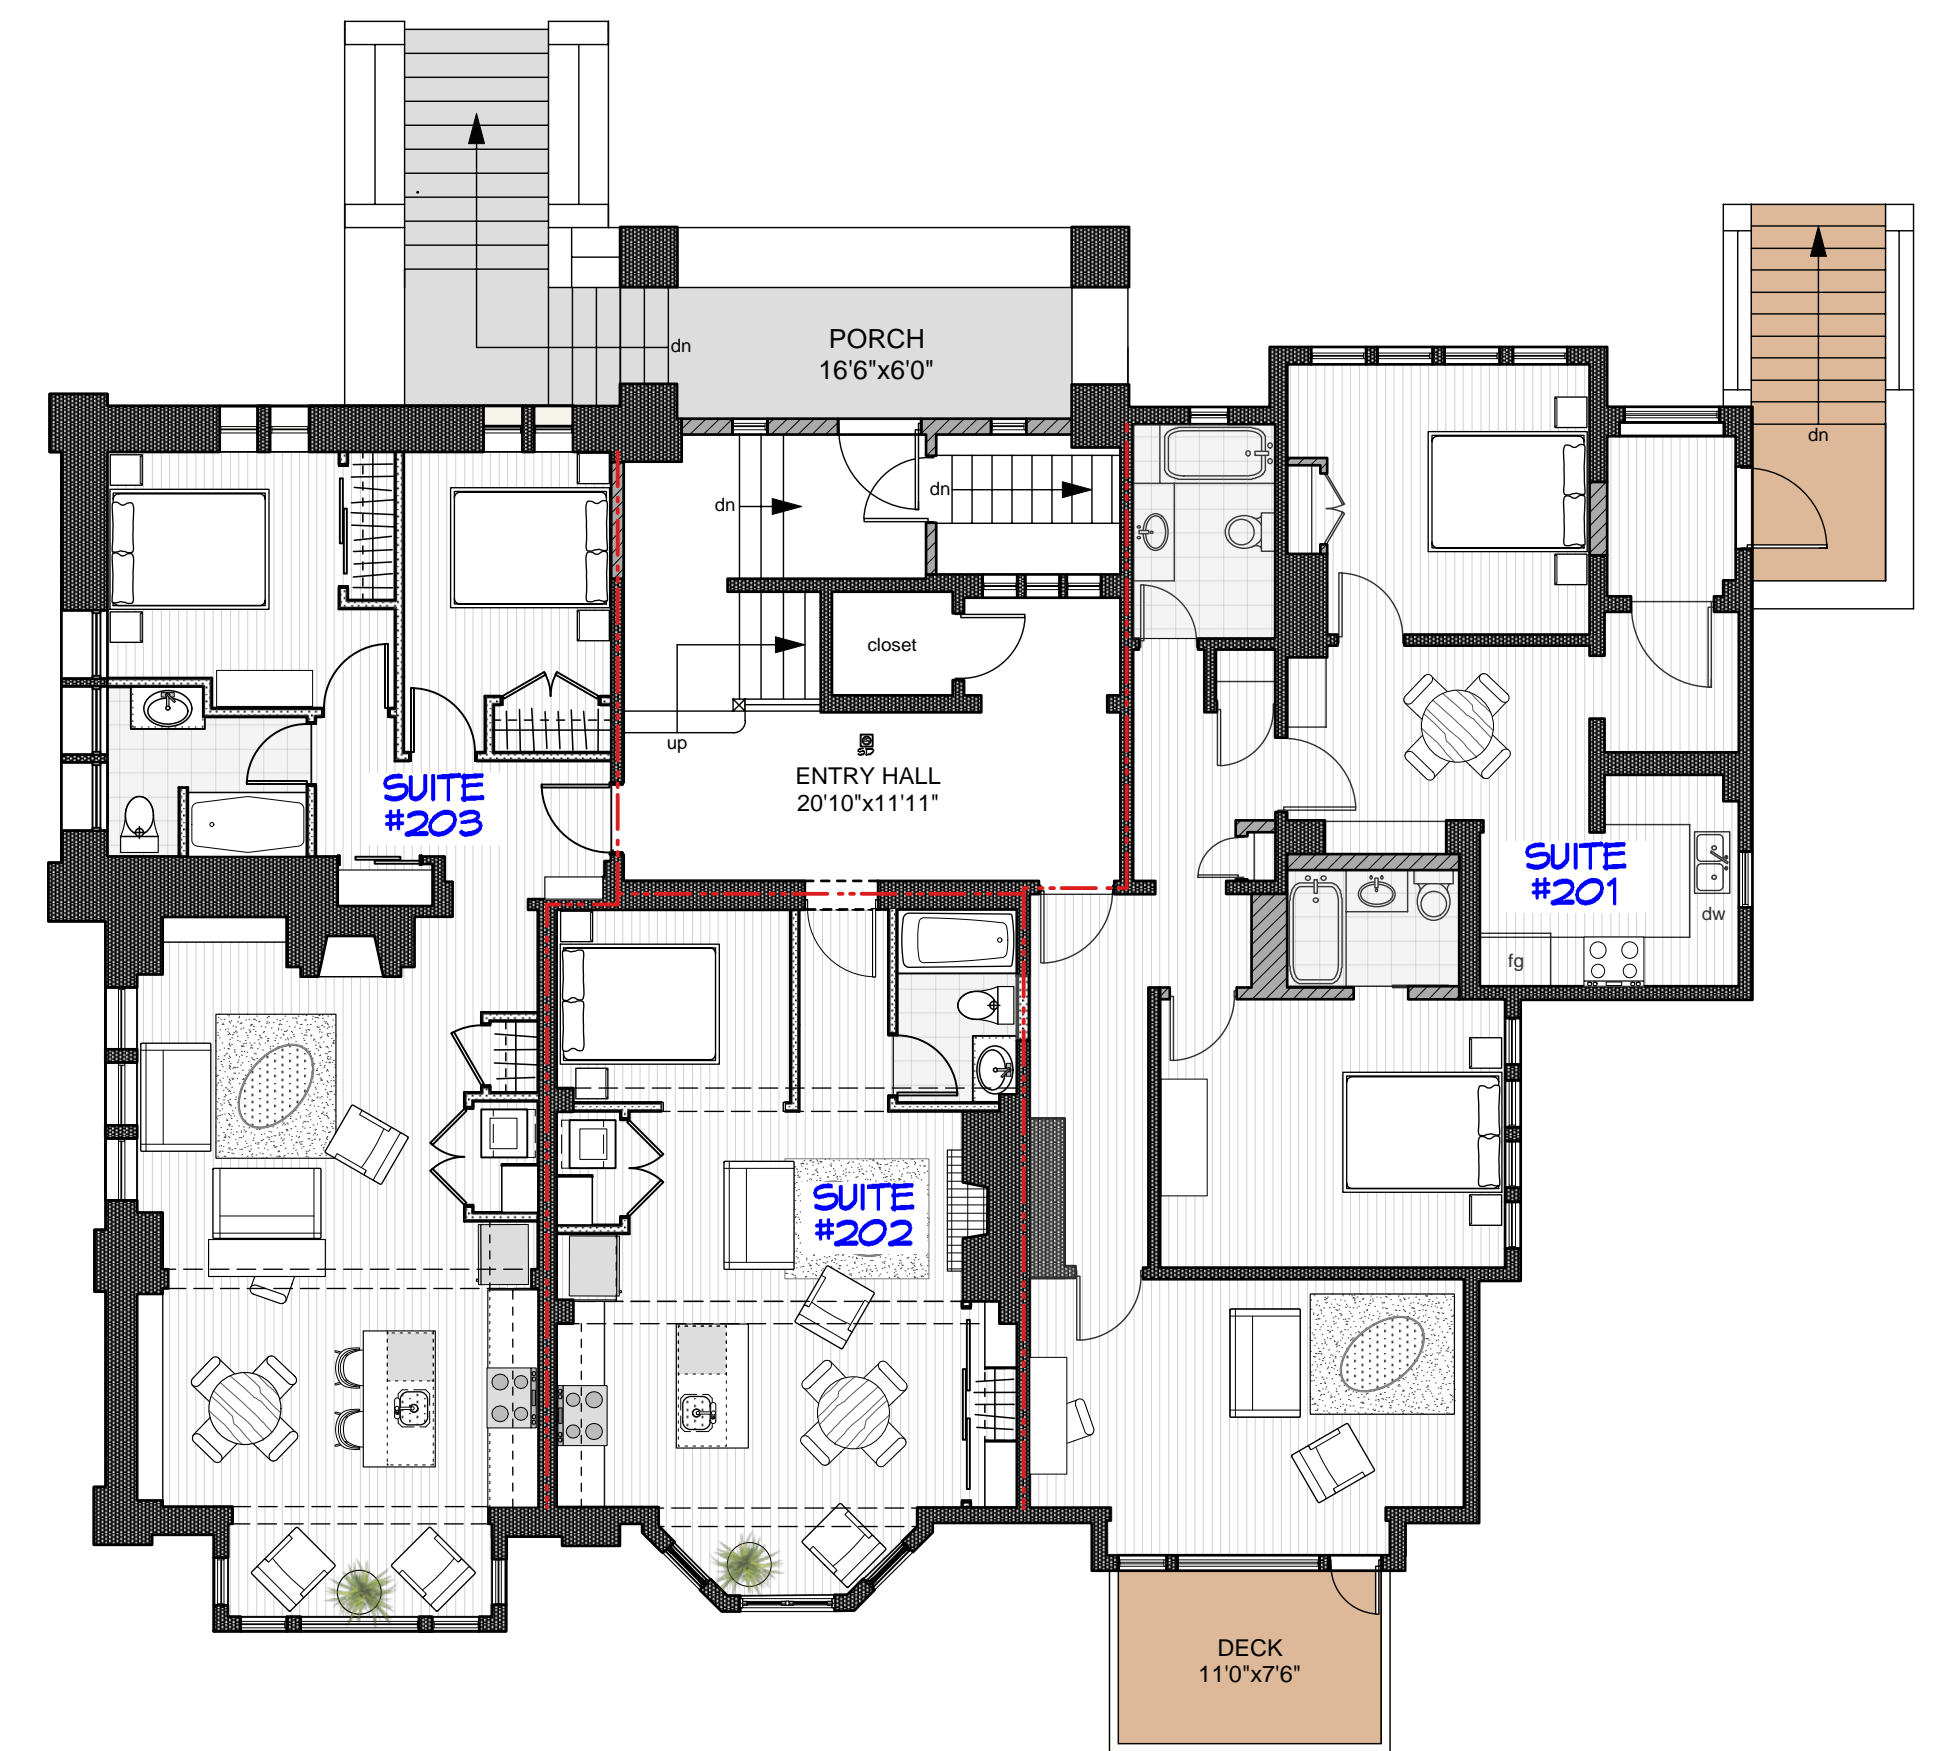 PORCH
16'6"x6'0"
dn
dn
dn
dn
closet
up
SD
ENTRY HALL
20'10"x11'11"
SUITE
#203
SUITE
#201
dw
fg
SUITE
#202
DECK
11'0"x7'6"